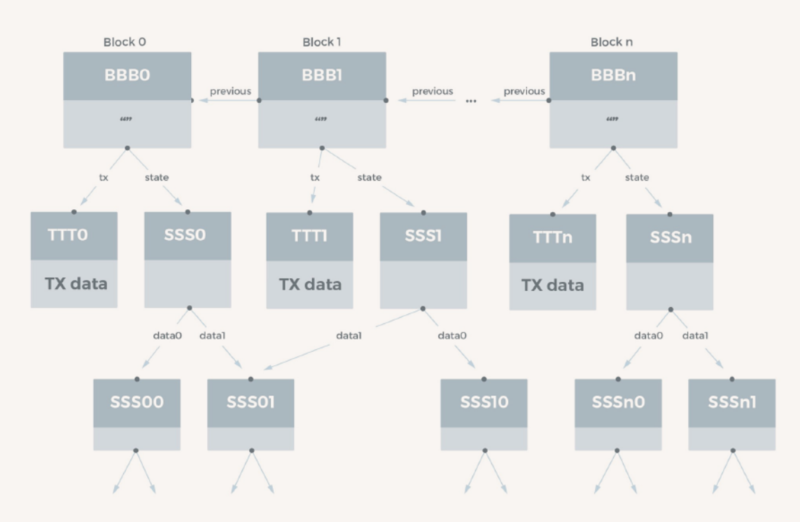 Block 0 Block 1 Block n
BBB0 BBB1 BBBn
previous previous ... previous
“” “” “”
tx state tx state tx state
TTT0 SSS0 TTT1 SSS1 TTTn SSSn
TX data TX data TX data
data0 data1 data1 data0 data0 data1
SSS00 SSS01 SSS10 SSSn0 SSSn1